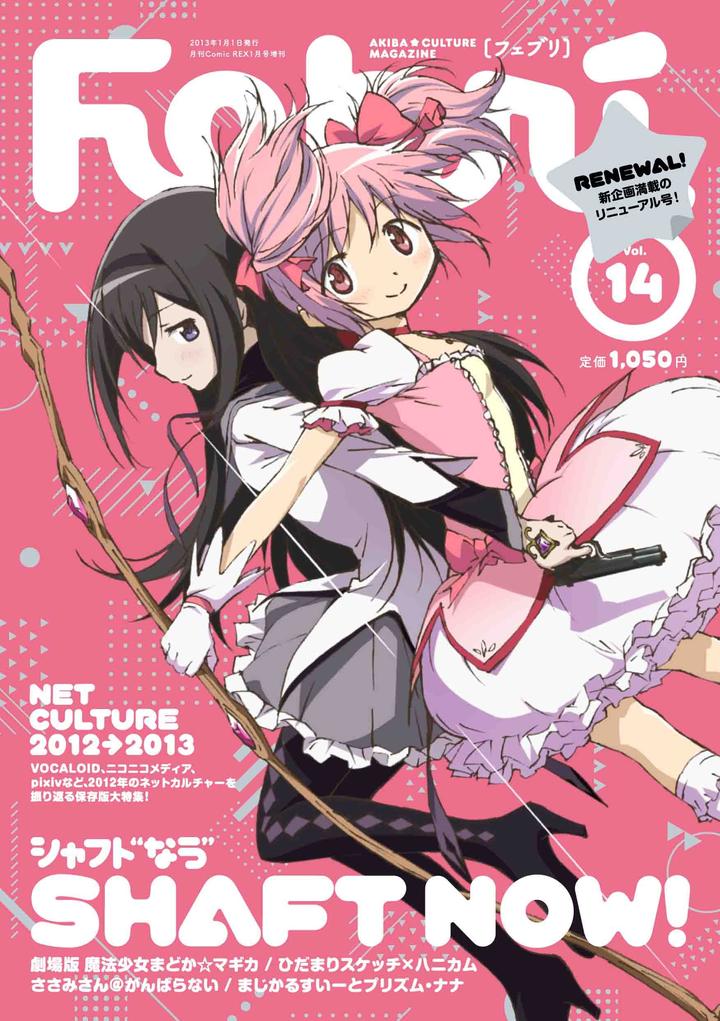 2013年1月1日発行
月刊Comic REX1月号増刊
AKIBA★CULTURE
MAGAZINE
［フェブリ］
Febri
RENEWAL!
新企画満載の
リニューアル号！
Vol.
14
定価1,050円
NET
CULTURE
2012→2013
VOCALOID、ニコニコメディア、
pixivなど、2012年のネットカルチャーを
振り返る保存版大特集！
シャフト“なう”
SHAFT NOW!
劇場版 魔法少女まどか☆マギカ / ひだまりスケッチ×ハニカム
ささみさん＠がんばらない / まじかるすいーとプリズム・ナナ